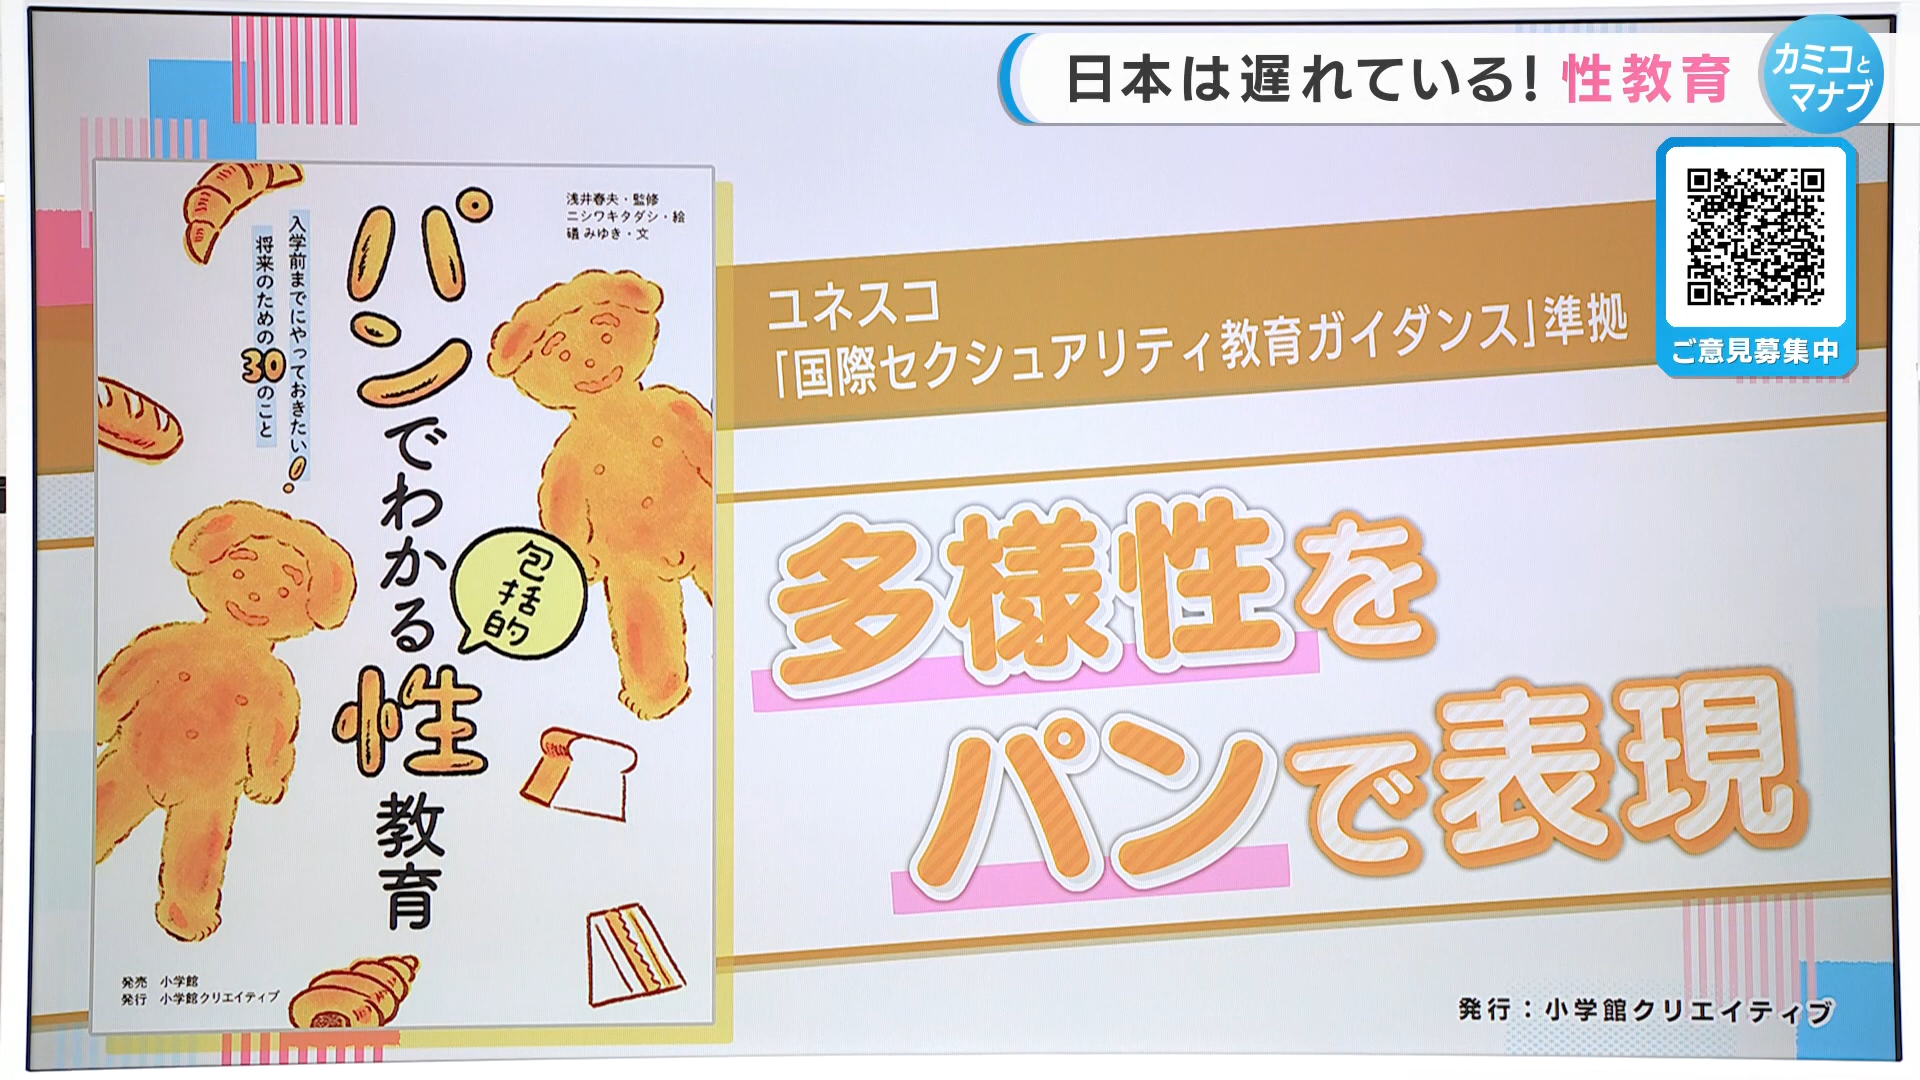 日本は遅れている！性教育
カミコと
マナブ
ご意見募集中
浅井春夫・監修
ニシワキタダシ・絵
礒 みゆき・文
入学前までにやっておきたい！
将来のための30のこと
パンでわかる
包括的
性教育
発売 小学館
発行 小学館クリエイティブ
ユネスコ
「国際セクシュアリティ教育ガイダンス」準拠
多様性を
パンで表現
発行：小学館クリエイティブ